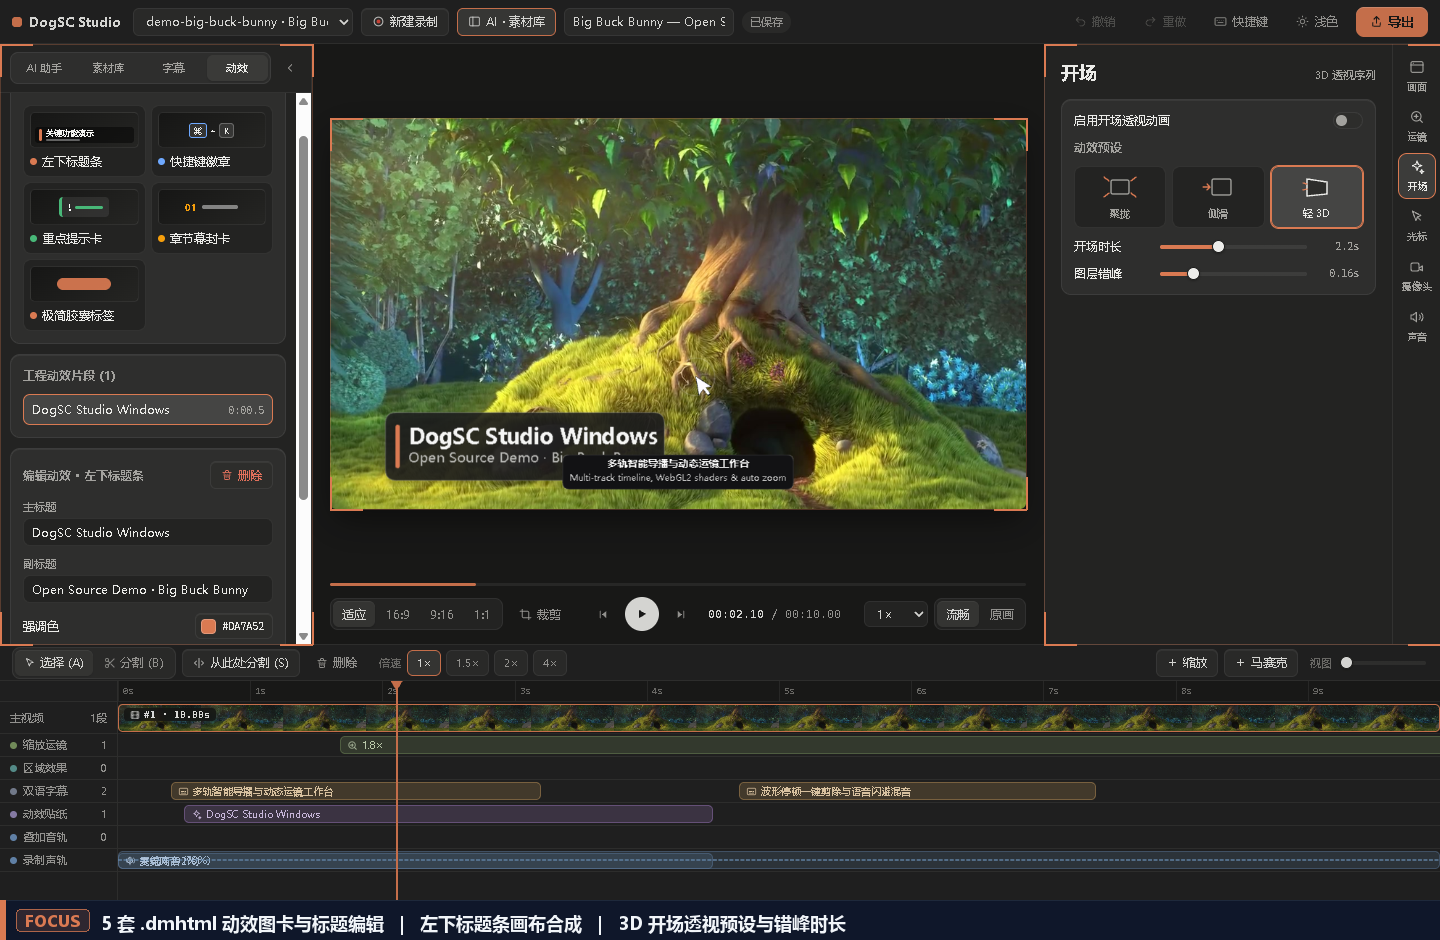 DogSC Studio
demo-big-buck-bunny · Big Bu
新建录制
AI · 素材库
Big Buck Bunny — Open S
已保存
撤销
重做
快捷键
浅色
导出
AI 助手
素材库
字幕
动效
关键功能演示
⌘ + K
左下标题条
快捷键徽章
01
重点提示卡
章节幕封卡
极简胶囊标签
工程动效片段 (1)
DogSC Studio Windows
0:00.5
编辑动效 · 左下标题条
删除
主标题
DogSC Studio Windows
副标题
Open Source Demo · Big Buck Bunny
强调色
#DA7A52
DogSC Studio Windows
Open Source Demo · Bi
多轨智能导播与动态运镜工作台
Multi-track timeline, WebGL2 shaders & auto zoom
适应
16:9
9:16
1:1
裁剪
00:02.10 / 00:10.00
1×
流畅
原画
开场
3D 透视序列
启用开场透视动画
动效预设
聚拢
侧滑
轻 3D
开场时长
2.2s
图层错峰
0.16s
画面
运镜
开场
光标
摄像头
声音
选择 (A)
分割 (B)
从此处分割 (S)
删除
倍速
1×
1.5×
2×
4×
+ 缩放
+ 马赛克
视图
0s
1s
2s
3s
4s
5s
6s
7s
8s
9s
主视频
1段
#1 · 10.00s
缩放运镜
1
1.8×
区域效果
0
双语字幕
2
多轨智能导播与动态运镜工作台
波形停顿一键剪除与语音闪避混音
动效贴纸
1
DogSC Studio Windows
叠加音轨
0
录制声轨
FOCUS
5 套 .dmhtml 动效图卡与标题编辑 | 左下标题条画布合成 | 3D 开场透视预设与错峰时长